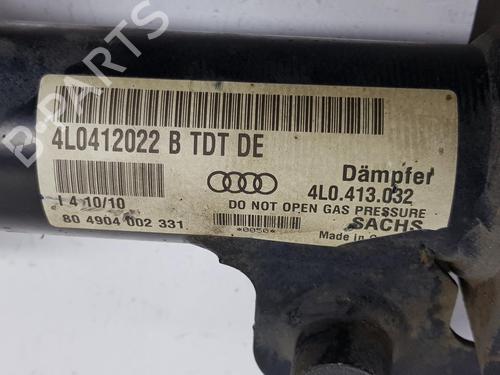 B-PARTS
4L0412022 B TDT DE
Dämpfer
4L0.413.032
I 4 10/10
DO NOT OPEN GAS PRESSURE
80 4904 002 331
*0050*
SACHS
Made in